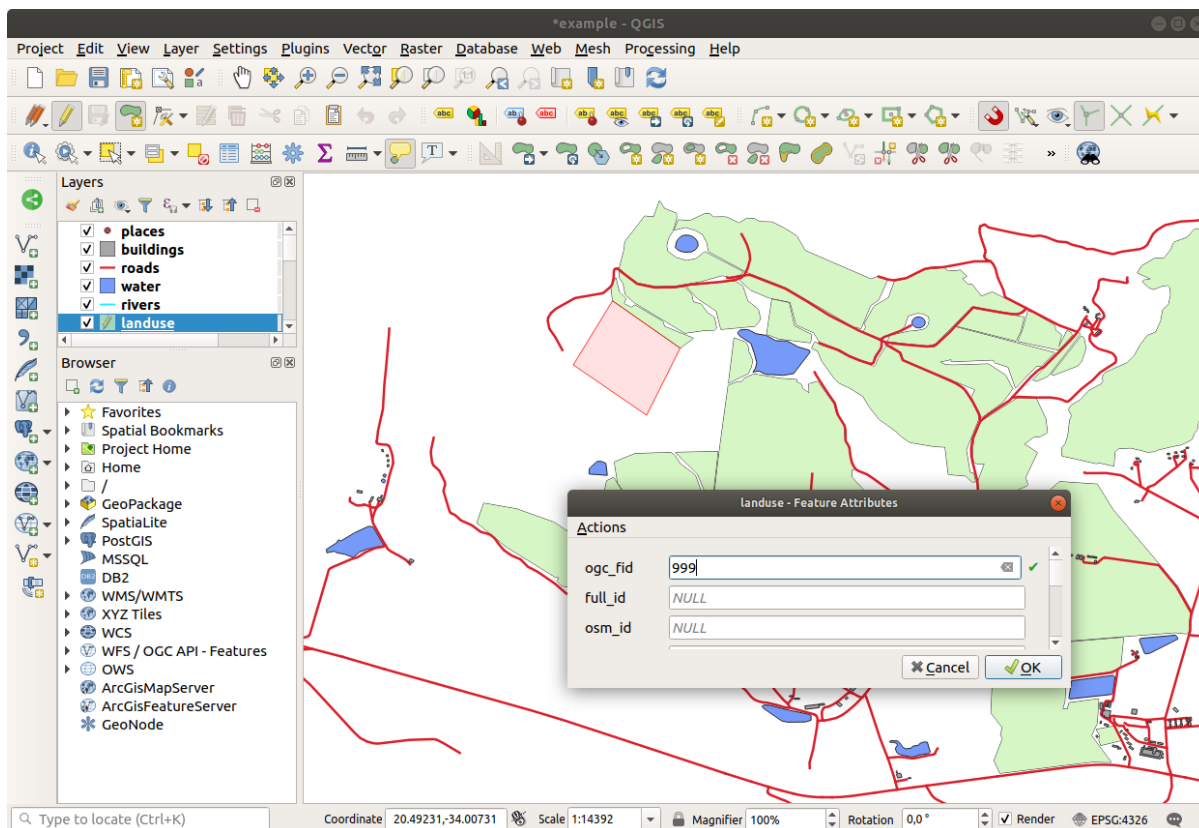 *example - QGIS
Project Edit View Layer Settings Plugins Vector Raster Database Web Mesh Processing Help
Layers
places
buildings
roads
water
rivers
landuse
Browser
Favorites
Spatial Bookmarks
Project Home
Home
/
GeoPackage
SpatiaLite
PostGIS
MSSQL
DB2
WMS/WMTS
XYZ Tiles
WCS
WFS / OGC API - Features
OWS
ArcGisMapServer
ArcGisFeatureServer
GeoNode
landuse - Feature Attributes
Actions
ogc_fid 999
full_id NULL
osm_id NULL
Cancel OK
Type to locate (Ctrl+K) Coordinate 20.49231,-34.00731 Scale 1:14392 Magnifier 100% Rotation 0,0 ° Render EPSG:4326